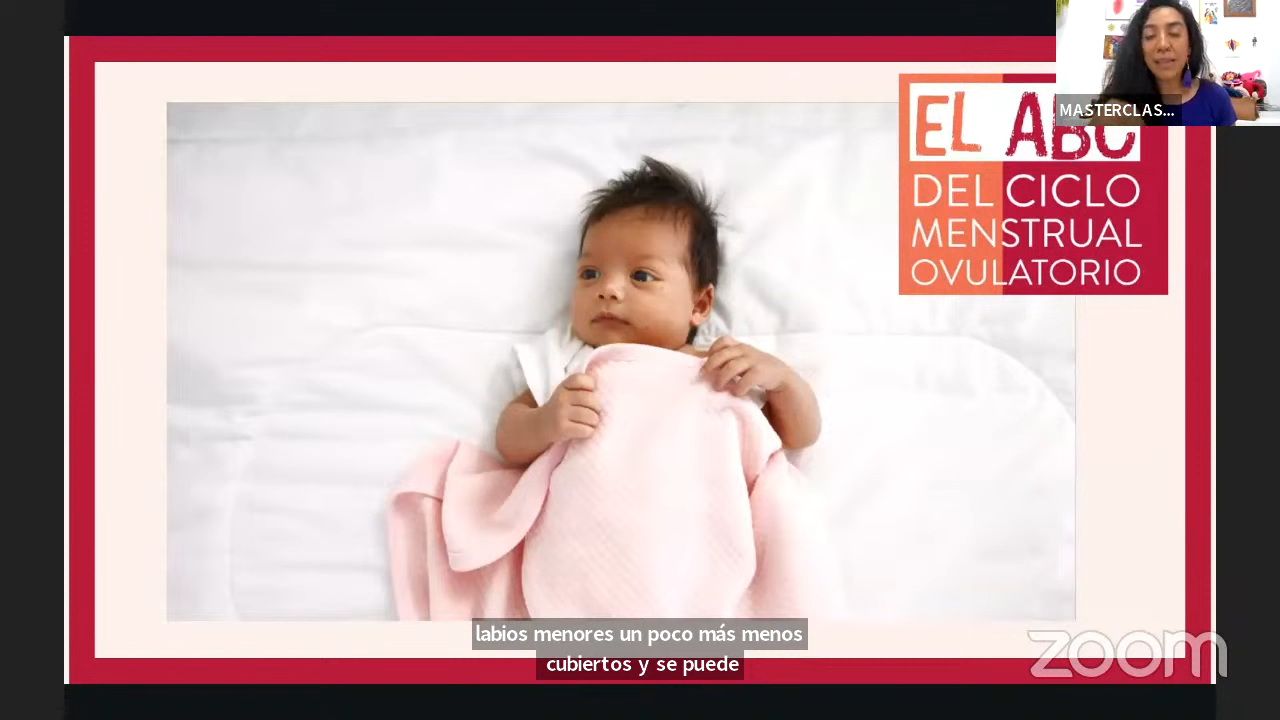 MASTERCLAS...
EL ABC
DEL CICLO
MENSTRUAL
OVULATORIO
labios menores un poco más menos
cubiertos y se puede
zoom